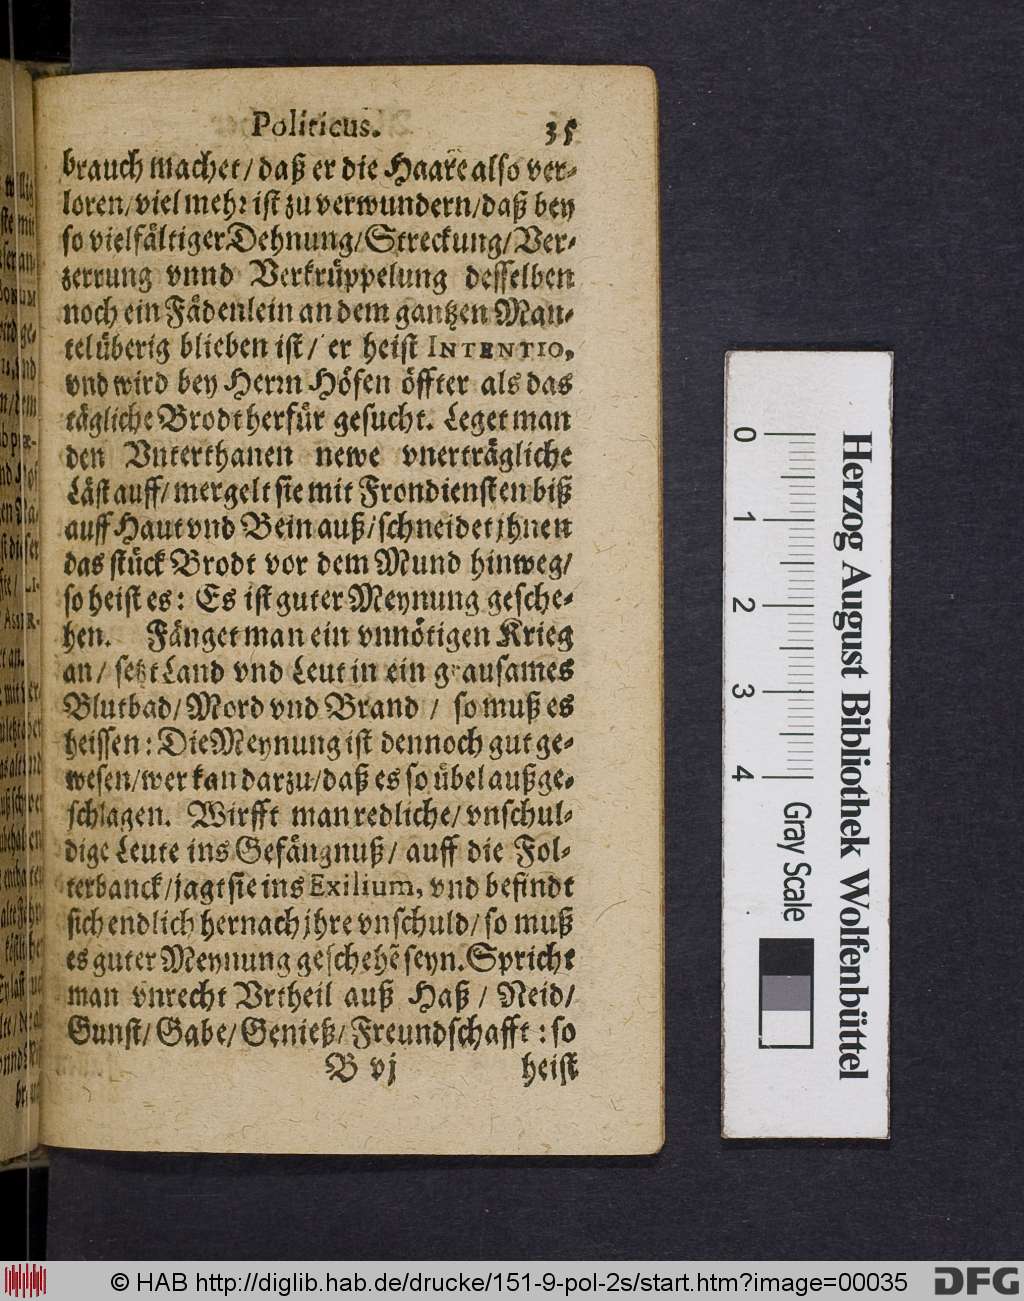 Politicus. 35
brauch machet/daß er die Haare also ver-
loren/viel mehr ist zu verwundern/daß bey
so vielfältiger Dehnung/Streckung/Ver-
zerrung vnnd Verkrüppelung desselben
noch ein Fädenlein an dem gantzen Man-
tel überig blieben ist/ er heist INTENTIO,
vnd wird bey Herrn Höfen öffter als das
tägliche Brodt herfür gesucht. Leget man
den Vnterthanen newe vnerträgliche
Läst auff/mergelt sie mit Frondiensten biß
auff Haut vnd Bein auß/schneidet jhnen
das stück Brodt vor dem Mund hinweg/
so heist es: Es ist guter Meynung gesche-
hen. Fänget man ein vnnötigen Krieg
an/ setzt Land vnd Leut in ein grausames
Blutbad/Mord vnd Brand / so muß es
heissen: Die Meynung ist dennoch gut ge-
wesen/wer kan darzu/daß es so übel außge-
schlagen. Wirfft man redliche/vnschul-
dige Leute ins Gefängnuß/ auff die Fol-
terbanck/jagt sie ins Exilium, vnd befindt
sich endlich hernach jhre vnschuld/so muß
es guter Meynung geschehẽ seyn. Spricht
man vnrecht Vrtheil auß Haß / Neid/
Gunst/Gabe/Genieß/Freundschafft: so
B vj heist
Herzog August Bibliothek Wolfenbüttel
0 1 2 3 4 Gray Scale
© HAB http://diglib.hab.de/drucke/151-9-pol-2s/start.htm?image=00035 DFG